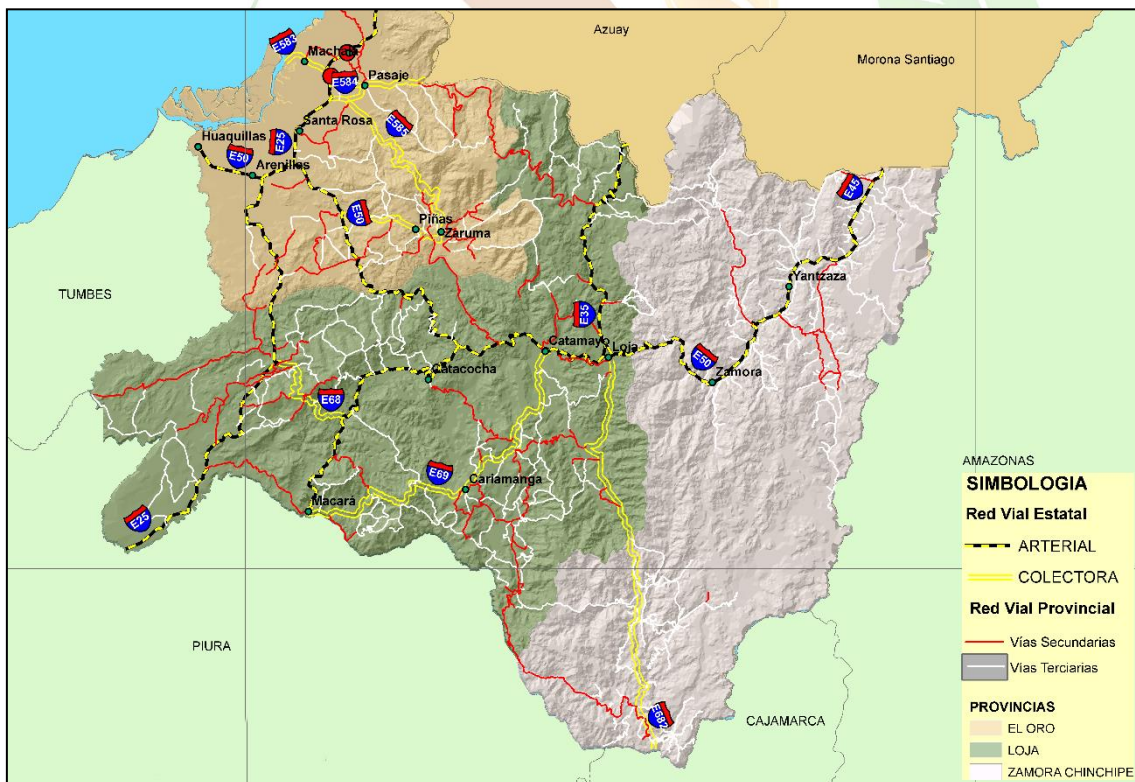 Azuay
Morona Santiago
E583
Machala
E584
Pasaje
E585
Santa Rosa
E25
Huaquillas
E50
Arenillas
E45
E50
Piñas
Zaruma
Yantzaza
TUMBES
E35
Catamayo
Loja
E50
Zamora
Catacocha
E68
AMAZONAS
E69
Cariamanga
Macará
E25
PIURA
E682
CAJAMARCA
SIMBOLOGIA
Red Vial Estatal
ARTERIAL
COLECTORA
Red Vial Provincial
Vías Secundarias
Vías Terciarias
PROVINCIAS
EL ORO
LOJA
ZAMORA CHINCHIPE